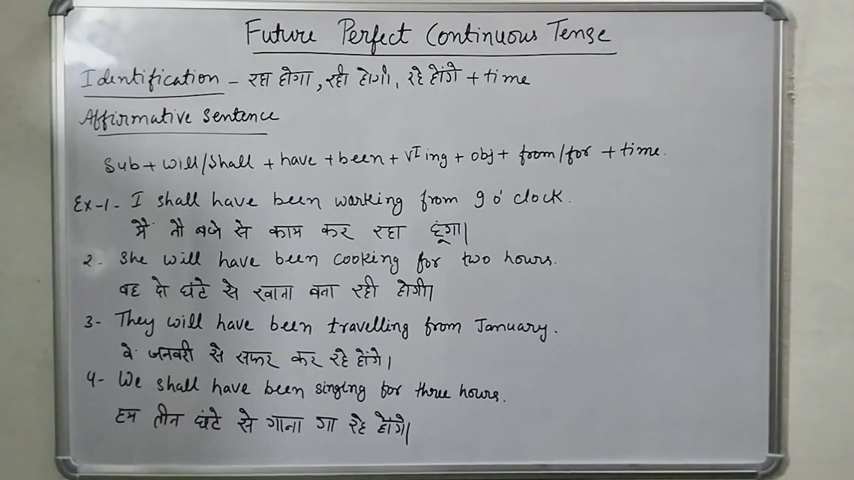 Future Perfect Continuous Tense
Identification - रहा होगा, रही होगी, रहे होंगे + time
Affirmative Sentence
Sub + will/shall + have + been + VI ing + obj + from/for + time.
Ex-1- I shall have been working from 9 o' clock.
मैं नौ बजे से काम कर रहा हूंगा।
2- She will have been cooking for two hours.
वह दो घंटे से खाना बना रही होगी।
3- They will have been travelling from January.
वे जनवरी से सफर कर रहे होंगे।
4- We shall have been singing for three hours.
हम तीन घंटे से गाना गा रहे होंगे।